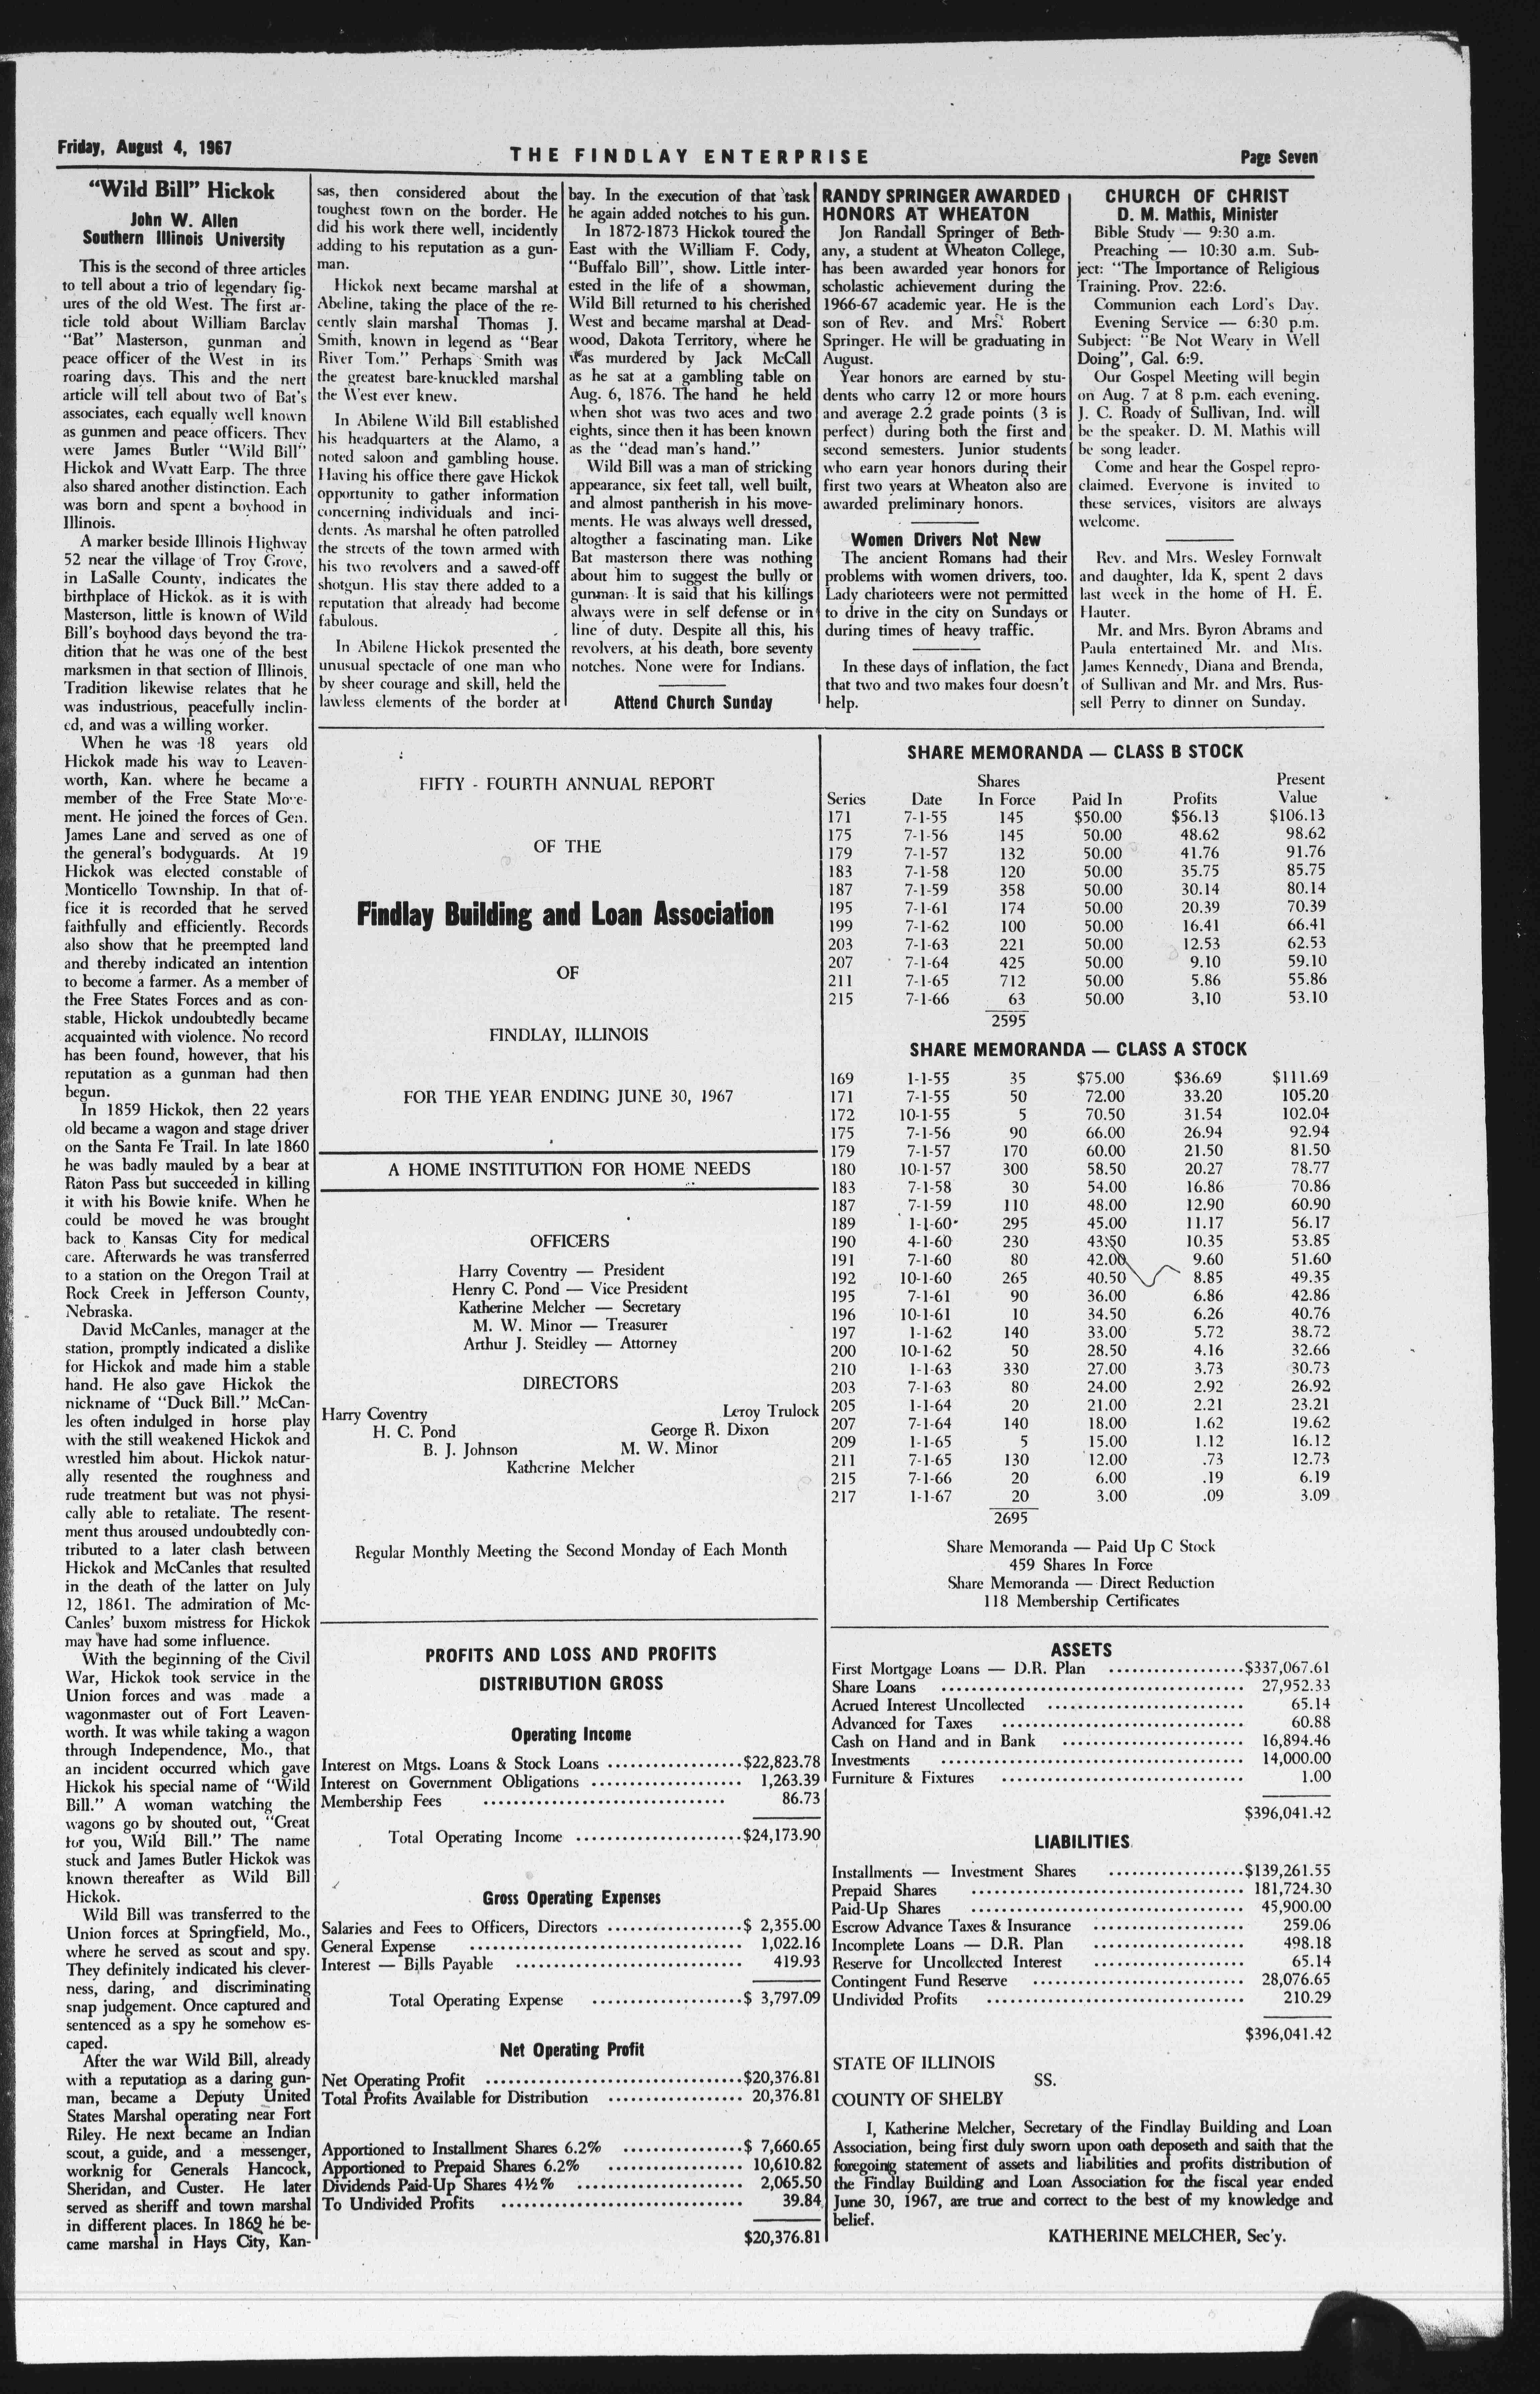 Friday, August 4, 1967
THE FINDLAY ENTERPRISE
Page Seven
"Wild Bill" Hickok
John W. Allen
Southern Illinois University
This is the second of three articles
to tell about a trio of legendary fig-
ures of the old West. The first ar-
ticle told about William Barclay
"Bat" Masterson, gunman and
peace officer of the West in its
roaring days. This and the nert
article will tell about two of Bat's
associates, each equally well known
as gunmen and peace officers. They
were James Butler "Wild Bill"
Hickok and Wyatt Earp. The three
also shared another distinction. Each
was born and spent a boyhood in
Illinois.
A marker beside Illinois Highway
52 near the village of Troy Grove,
in LaSalle County, indicates the
birthplace of Hickok. as it is with
Masterson, little is known of Wild
Bill's boyhood days beyond the tra-
dition that he was one of the best
marksmen in that section of Illinois.
Tradition likewise relates that he
was industrious, peacefully inclin-
ed, and was a willing worker.
When he was 18 years old
Hickok made his way to Leaven-
worth, Kan. where he became a
member of the Free State Move-
ment. He joined the forces of Gen.
James Lane and served as one of
the general's bodyguards. At 19
Hickok was elected constable of
Monticello Township. In that of-
fice it is recorded that he served
faithfully and efficiently. Records
also show that he preempted land
and thereby indicated an intention
to become a farmer. As a member of
the Free States Forces and as con-
stable, Hickok undoubtedly became
acquainted with violence. No record
has been found, however, that his
reputation as a gunman had then
begun.
In 1859 Hickok, then 22 years
old became a wagon and stage driver
on the Santa Fe Trail. In late 1860
he was badly mauled by a bear at
Raton Pass but succeeded in killing
it with his Bowie knife. When he
could be moved he was brought
back to Kansas City for medical
care. Afterwards he was transferred
to a station on the Oregon Trail at
Rock Creek in Jefferson County,
Nebraska.
David McCanles, manager at the
station, promptly indicated a dislike
for Hickok and made him a stable
hand. He also gave Hickok the
nickname of "Duck Bill." McCan-
les often indulged in horse play
with the still weakened Hickok and
wrestled him about. Hickok natur-
ally resented the roughness and
rude treatment but was not physi-
cally able to retaliate. The resent-
ment thus aroused undoubtedly con-
tributed to a later clash between
Hickok and McCanles that resulted
in the death of the latter on July
12, 1861. The admiration of Mc-
Canles' buxom mistress for Hickok
may have had some influence.
With the beginning of the Civil
War, Hickok took service in the
Union forces and was made a
wagonmaster out of Fort Leaven-
worth. It was while taking a wagon
through Independence, Mo., that
an incident occurred which gave
Hickok his special name of "Wild
Bill." A woman watching the
wagons go by shouted out, "Great
for you, Wild Bill." The name
stuck and James Butler Hickok was
known thereafter as Wild Bill
Hickok.
Wild Bill was transferred to the
Union forces at Springfield, Mo.,
where he served as scout and spy.
They definitely indicated his clever-
ness, daring, and discriminating
snap judgement. Once captured and
sentenced as a spy he somehow es-
caped.
After the war Wild Bill, already
with a reputation as a daring gun-
man, became a Deputy United
States Marshal operating near Fort
Riley. He next became an Indian
scout, a guide, and a messenger,
worknig for Generals Hancock,
Sheridan, and Custer. He later
served as sheriff and town marshal
in different places. In 1869 he be-
came marshal in Hays City, Kan-
sas, then considered about the
toughest town on the border. He
did his work there well, incidently
adding to his reputation as a gun-
man.
Hickok next became marshal at
Abeline, taking the place of the re-
cently slain marshal Thomas J.
Smith, known in legend as "Bear
River Tom." Perhaps Smith was
the greatest bare-knuckled marshal
the West ever knew.
In Abilene Wild Bill established
his headquarters at the Alamo, a
noted saloon and gambling house.
Having his office there gave Hickok
opportunity to gather information
concerning individuals and inci-
dents. As marshal he often patrolled
the streets of the town armed with
his two revolvers and a sawed-off
shotgun. His stay there added to a
reputation that already had become
fabulous.
In Abilene Hickok presented the
unusual spectacle of one man who
by sheer courage and skill, held the
lawless elements of the border at
bay. In the execution of that task
he again added notches to his gun.
In 1872-1873 Hickok toured the
East with the William F. Cody,
"Buffalo Bill", show. Little inter-
ested in the life of a showman,
Wild Bill returned to his cherished
West and became marshal at Dead-
wood, Dakota Territory, where he
was murdered by Jack McCall
as he sat at a gambling table on
Aug. 6, 1876. The hand he held
when shot was two aces and two
eights, since then it has been known
as the "dead man's hand."
Wild Bill was a man of stricking
appearance, six feet tall, well built,
and almost pantherish in his move-
ments. He was always well dressed,
altogther a fascinating man. Like
Bat masterson there was nothing
about him to suggest the bully or
gunman. It is said that his killings
always were in self defense or in
line of duty. Despite all this, his
revolvers, at his death, bore seventy
notches. None were for Indians.
Attend Church Sunday
RANDY SPRINGER AWARDED
HONORS AT WHEATON
Jon Randall Springer of Beth-
any, a student at Wheaton College,
has been awarded year honors for
scholastic achievement during the
1966-67 academic year. He is the
son of Rev. and Mrs. Robert
Springer. He will be graduating in
August.
Year honors are earned by stu-
dents who carry 12 or more hours
and average 2.2 grade points (3 is
perfect) during both the first and
second semesters. Junior students
who earn year honors during their
first two years at Wheaton also are
awarded preliminary honors.
Women Drivers Not New
The ancient Romans had their
problems with women drivers, too.
Lady charioteers were not permitted
to drive in the city on Sundays or
during times of heavy traffic.
In these days of inflation, the fact
that two and two makes four doesn't
help.
CHURCH OF CHRIST
D. M. Mathis, Minister
Bible Study — 9:30 a.m.
Preaching — 10:30 a.m. Sub-
ject: "The Importance of Religious
Training. Prov. 22:6.
Communion each Lord's Day.
Evening Service — 6:30 p.m.
Subject: "Be Not Weary in Well
Doing", Gal. 6:9.
Our Gospel Meeting will begin
on Aug. 7 at 8 p.m. each evening.
J. C. Roady of Sullivan, Ind. will
be the speaker. D. M. Mathis will
be song leader.
Come and hear the Gospel repro-
claimed. Everyone is invited to
these services, visitors are always
welcome.
Rev. and Mrs. Wesley Fornwalt
and daughter, Ida K, spent 2 days
last week in the home of H. E.
Hauter.
Mr. and Mrs. Byron Abrams and
Paula entertained Mr. and Mrs.
James Kennedy, Diana and Brenda,
of Sullivan and Mr. and Mrs. Rus-
sell Perry to dinner on Sunday.
FIFTY - FOURTH ANNUAL REPORT
OF THE
Findlay Building and Loan Association
OF
FINDLAY, ILLINOIS
FOR THE YEAR ENDING JUNE 30, 1967
A HOME INSTITUTION FOR HOME NEEDS
OFFICERS
Harry Coventry — President
Henry C. Pond — Vice President
Katherine Melcher — Secretary
M. W. Minor — Treasurer
Arthur J. Steidley — Attorney
DIRECTORS
Harry Coventry Leroy Trulock
H. C. Pond George R. Dixon
B. J. Johnson M. W. Minor
Katherine Melcher
Regular Monthly Meeting the Second Monday of Each Month
PROFITS AND LOSS AND PROFITS
DISTRIBUTION GROSS
Operating Income
Interest on Mtgs. Loans & Stock Loans $22,823.78
Interest on Government Obligations 1,263.39
Membership Fees 86.73
Total Operating Income $24,173.90
Gross Operating Expenses
Salaries and Fees to Officers, Directors $ 2,355.00
General Expense 1,022.16
Interest — Bills Payable 419.93
Total Operating Expense $ 3,797.09
Net Operating Profit
Net Operating Profit $20,376.81
Total Profits Available for Distribution 20,376.81
Apportioned to Installment Shares 6.2% $ 7,660.65
Apportioned to Prepaid Shares 6.2% 10,610.82
Dividends Paid-Up Shares 4½% 2,065.50
To Undivided Profits 39.84
$20,376.81
SHARE MEMORANDA — CLASS B STOCK
Shares Present
Series Date In Force Paid In Profits Value
171 7-1-55 145 $50.00 $56.13 $106.13
175 7-1-56 145 50.00 48.62 98.62
179 7-1-57 132 50.00 41.76 91.76
183 7-1-58 120 50.00 35.75 85.75
187 7-1-59 358 50.00 30.14 80.14
195 7-1-61 174 50.00 20.39 70.39
199 7-1-62 100 50.00 16.41 66.41
203 7-1-63 221 50.00 12.53 62.53
207 7-1-64 425 50.00 9.10 59.10
211 7-1-65 712 50.00 5.86 55.86
215 7-1-66 63 50.00 3,10 53.10
2595
SHARE MEMORANDA — CLASS A STOCK
169 1-1-55 35 $75.00 $36.69 $111.69
171 7-1-55 50 72.00 33.20 105.20
172 10-1-55 5 70.50 31.54 102.04
175 7-1-56 90 66.00 26.94 92.94
179 7-1-57 170 60.00 21.50 81.50
180 10-1-57 300 58.50 20.27 78.77
183 7-1-58 30 54.00 16.86 70.86
187 7-1-59 110 48.00 12.90 60.90
189 1-1-60 295 45.00 11.17 56.17
190 4-1-60 230 43.50 10.35 53.85
191 7-1-60 80 42.00 9.60 51.60
192 10-1-60 265 40.50 8.85 49.35
195 7-1-61 90 36.00 6.86 42.86
196 10-1-61 10 34.50 6.26 40.76
197 1-1-62 140 33.00 5.72 38.72
200 10-1-62 50 28.50 4.16 32.66
210 1-1-63 330 27.00 3.73 30.73
203 7-1-63 80 24.00 2.92 26.92
205 1-1-64 20 21.00 2.21 23.21
207 7-1-64 140 18.00 1.62 19.62
209 1-1-65 5 15.00 1.12 16.12
211 7-1-65 130 12.00 .73 12.73
215 7-1-66 20 6.00 .19 6.19
217 1-1-67 20 3.00 .09 3.09
2695
Share Memoranda — Paid Up C Stock
459 Shares In Force
Share Memoranda — Direct Reduction
118 Membership Certificates
ASSETS
First Mortgage Loans — D.R. Plan $337,067.61
Share Loans 27,952.33
Accrued Interest Uncollected 65.14
Advanced for Taxes 60.88
Cash on Hand and in Bank 16,894.46
Investments 14,000.00
Furniture & Fixtures 1.00
$396,041.42
LIABILITIES
Installments — Investment Shares $139,261.55
Prepaid Shares 181,724.30
Paid-Up Shares 45,900.00
Escrow Advance Taxes & Insurance 259.06
Incomplete Loans — D.R. Plan 498.18
Reserve for Uncollected Interest 65.14
Contingent Fund Reserve 28,076.65
Undivided Profits 210.29
$396,041.42
STATE OF ILLINOIS
SS.
COUNTY OF SHELBY
I, Katherine Melcher, Secretary of the Findlay Building and Loan
Association, being first duly sworn upon oath deposeth and saith that the
foregoing statement of assets and liabilities and profits distribution of
the Findlay Building and Loan Association for the fiscal year ended
June 30, 1967, are true and correct to the best of my knowledge and
belief.
KATHERINE MELCHER, Sec'y.